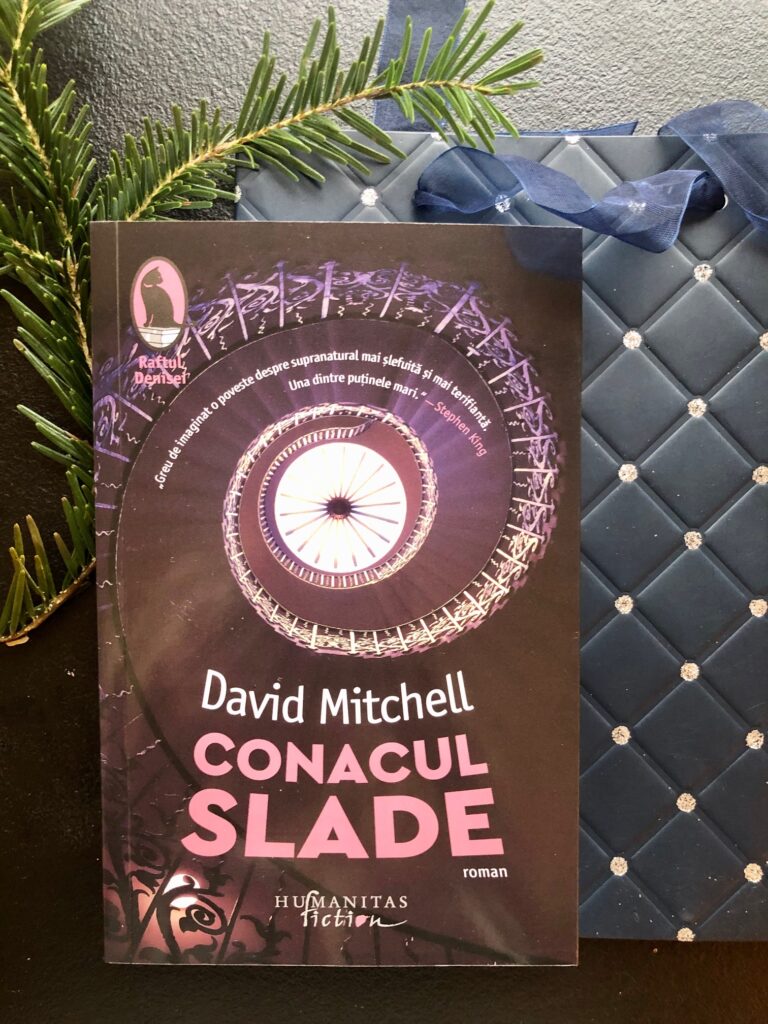 Raftul
Denisei
„Greu de imaginat o poveste despre supranatural mai șlefuită și mai terifiantă.
Una dintre puținele mari.” — Stephen King
David Mitchell
CONACUL
SLADE
roman
HUMANITAS
fiction